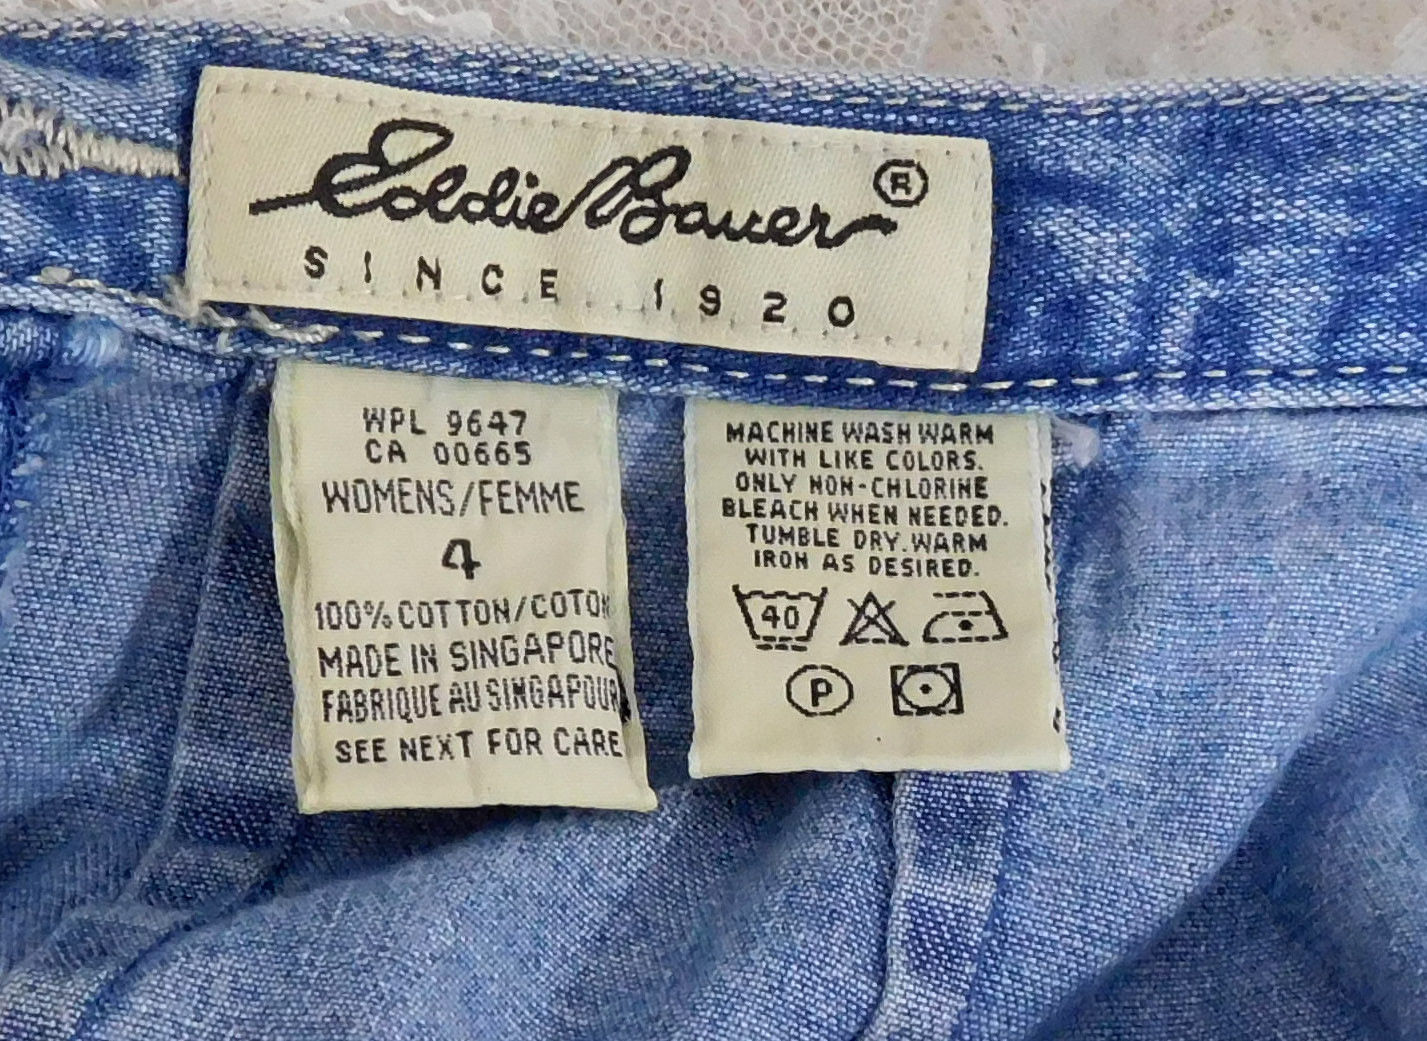 Eddie Bauer ®
SINCE 1920
WPL 9647
CA 00665
WOMENS/FEMME
4
100% COTTON/COTON
MADE IN SINGAPORE
FABRIQUE AU SINGAPOUR
SEE NEXT FOR CARE
MACHINE WASH WARM
WITH LIKE COLORS.
ONLY NON-CHLORINE
BLEACH WHEN NEEDED.
TUMBLE DRY.WARM
IRON AS DESIRED.
40
P